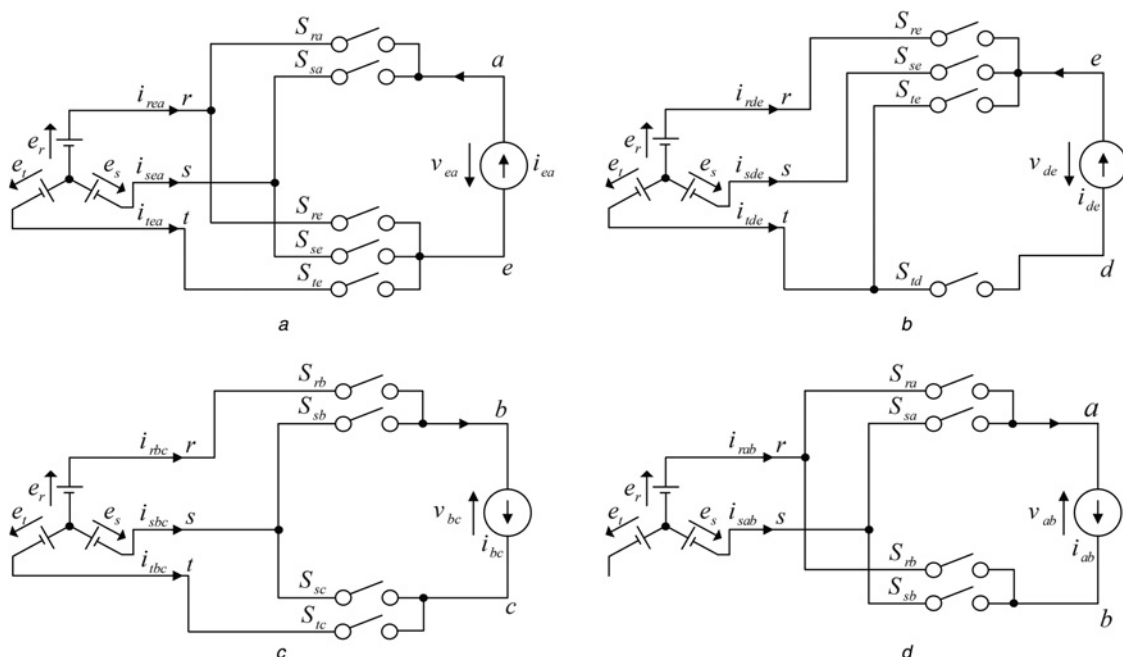 S_ra
S_sa
a
i_rea r
e_r
e_t
e_s
i_sea s
v_ea
i_ea
i_tea t
S_re
S_se
S_te
e
a
S_re
S_se
e
S_te
i_rde r
e_r
e_t
e_s
i_sde s
v_de
i_de
i_tde t
S_td
d
b
S_rb
S_sb
b
i_rbc r
e_r
e_t
e_s
i_sbc s
v_bc
i_bc
i_tbc t
S_sc
S_tc
c
c
S_ra
S_sa
a
i_rab r
e_r
e_t
e_s
i_sab s
v_ab
i_ab
S_rb
S_sb
b
d